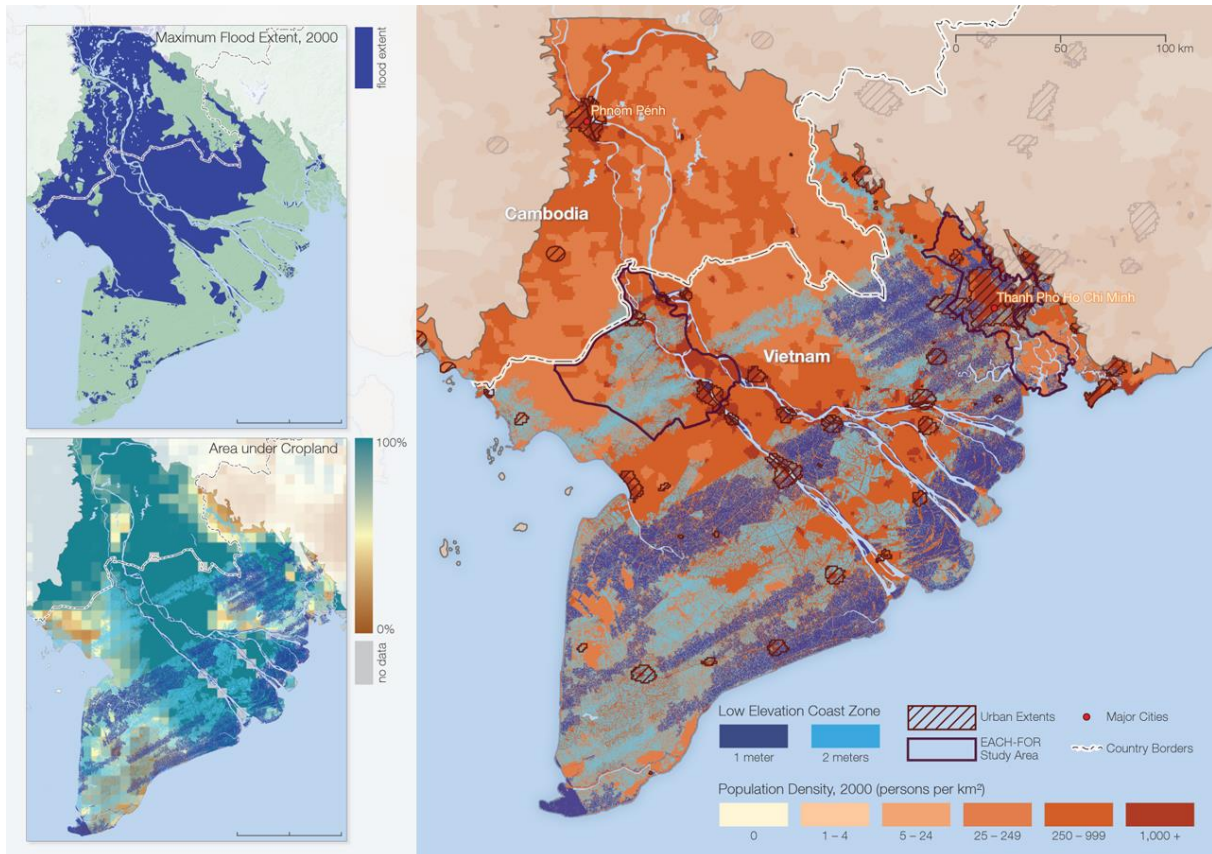 Maximum Flood Extent, 2000
flood extent
Area under Cropland
100%
0%
no data
0
50
100 km
Phnom Pénh
Cambodia
Thanh Pho Ho Chi Minh
Vietnam
Low Elevation Coast Zone
1 meter
2 meters
Urban Extents
Major Cities
EACH-FOR
Study Area
Country Borders
Population Density, 2000 (persons per km²)
0
1 – 4
5 – 24
25 – 249
250 – 999
1,000 +